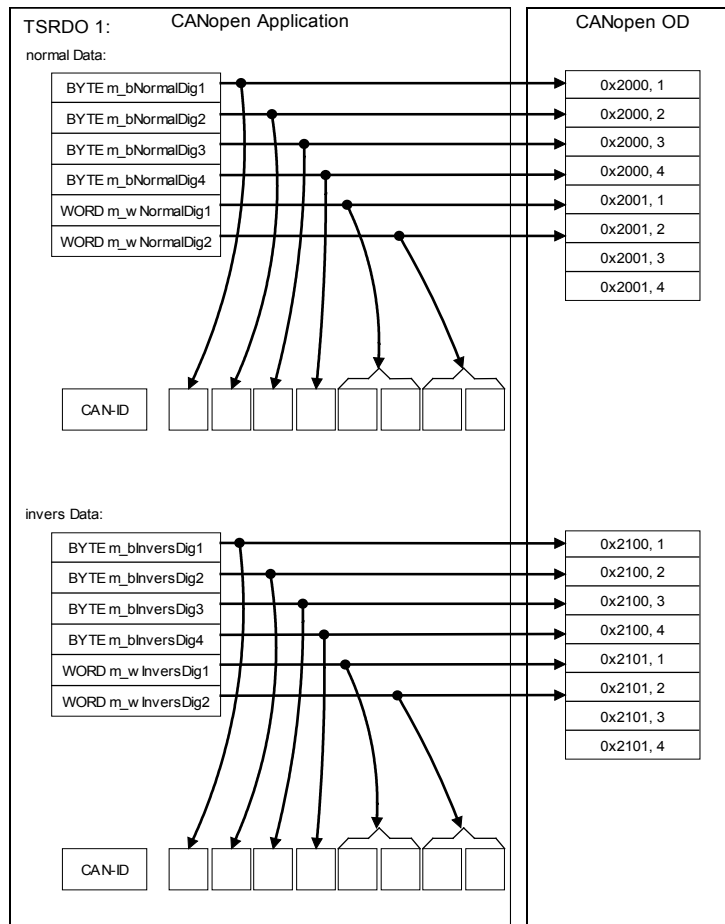 TSRDO 1:
CANopen Application
CANopen OD
normal Data:
BYTE m_bNormalDig1
BYTE m_bNormalDig2
BYTE m_bNormalDig3
BYTE m_bNormalDig4
WORD m_w NormalDig1
WORD m_w NormalDig2
0x2000, 1
0x2000, 2
0x2000, 3
0x2000, 4
0x2001, 1
0x2001, 2
0x2001, 3
0x2001, 4
CAN-ID
invers Data:
BYTE m_bInversDig1
BYTE m_bInversDig2
BYTE m_bInversDig3
BYTE m_bInversDig4
WORD m_w InversDig1
WORD m_w InversDig2
0x2100, 1
0x2100, 2
0x2100, 3
0x2100, 4
0x2101, 1
0x2101, 2
0x2101, 3
0x2101, 4
CAN-ID